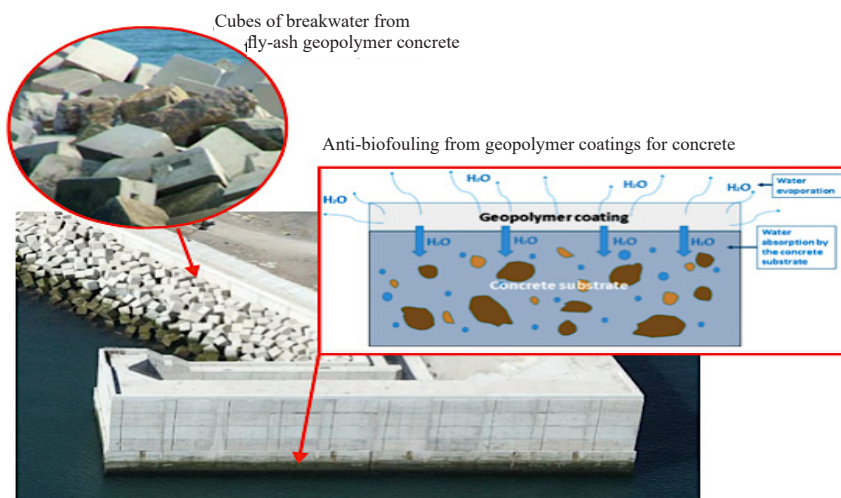 Cubes of breakwater from
fly-ash geopolymer concrete
Anti-biofouling from geopolymer coatings for concrete
H₂O
H₂O
H₂O
H₂O
Water
evaporation
Geopolymer coating
H₂O
H₂O
H₂O
H₂O
Water
absorption by
the concrete
substrate
Concrete substrate